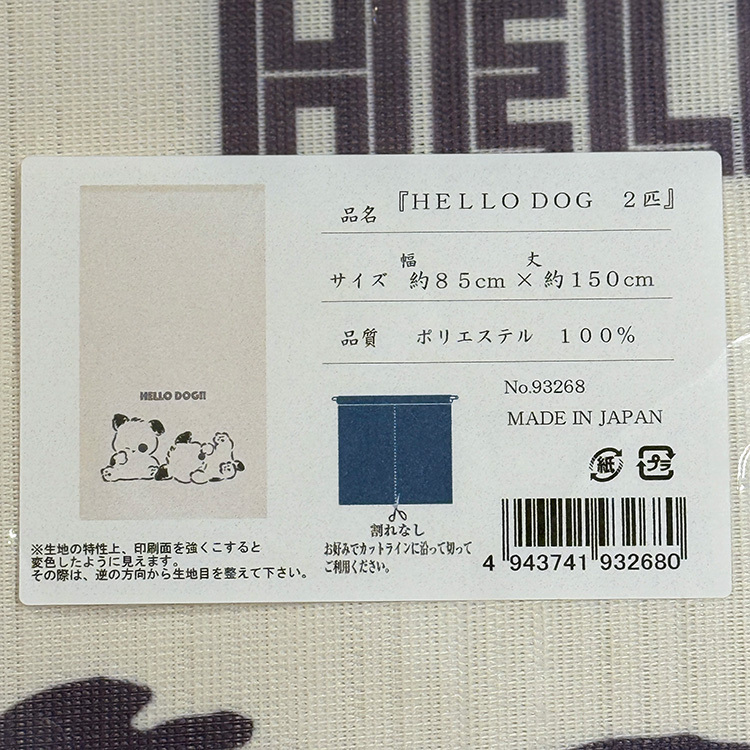 HEL
品名 『HELLO DOG 2匹』
幅 丈
サイズ 約85cm × 約150cm
品質 ポリエステル 100%
HELLO DOG!!
No.93268
MADE IN JAPAN
紙 プラ
割れなし
お好みでカットラインに沿って切って
ご利用ください。
※生地の特性上、印刷面を強くこすると
変色したように見えます。
その際は、逆の方向から生地目を整えて下さい。
4 943741 932680